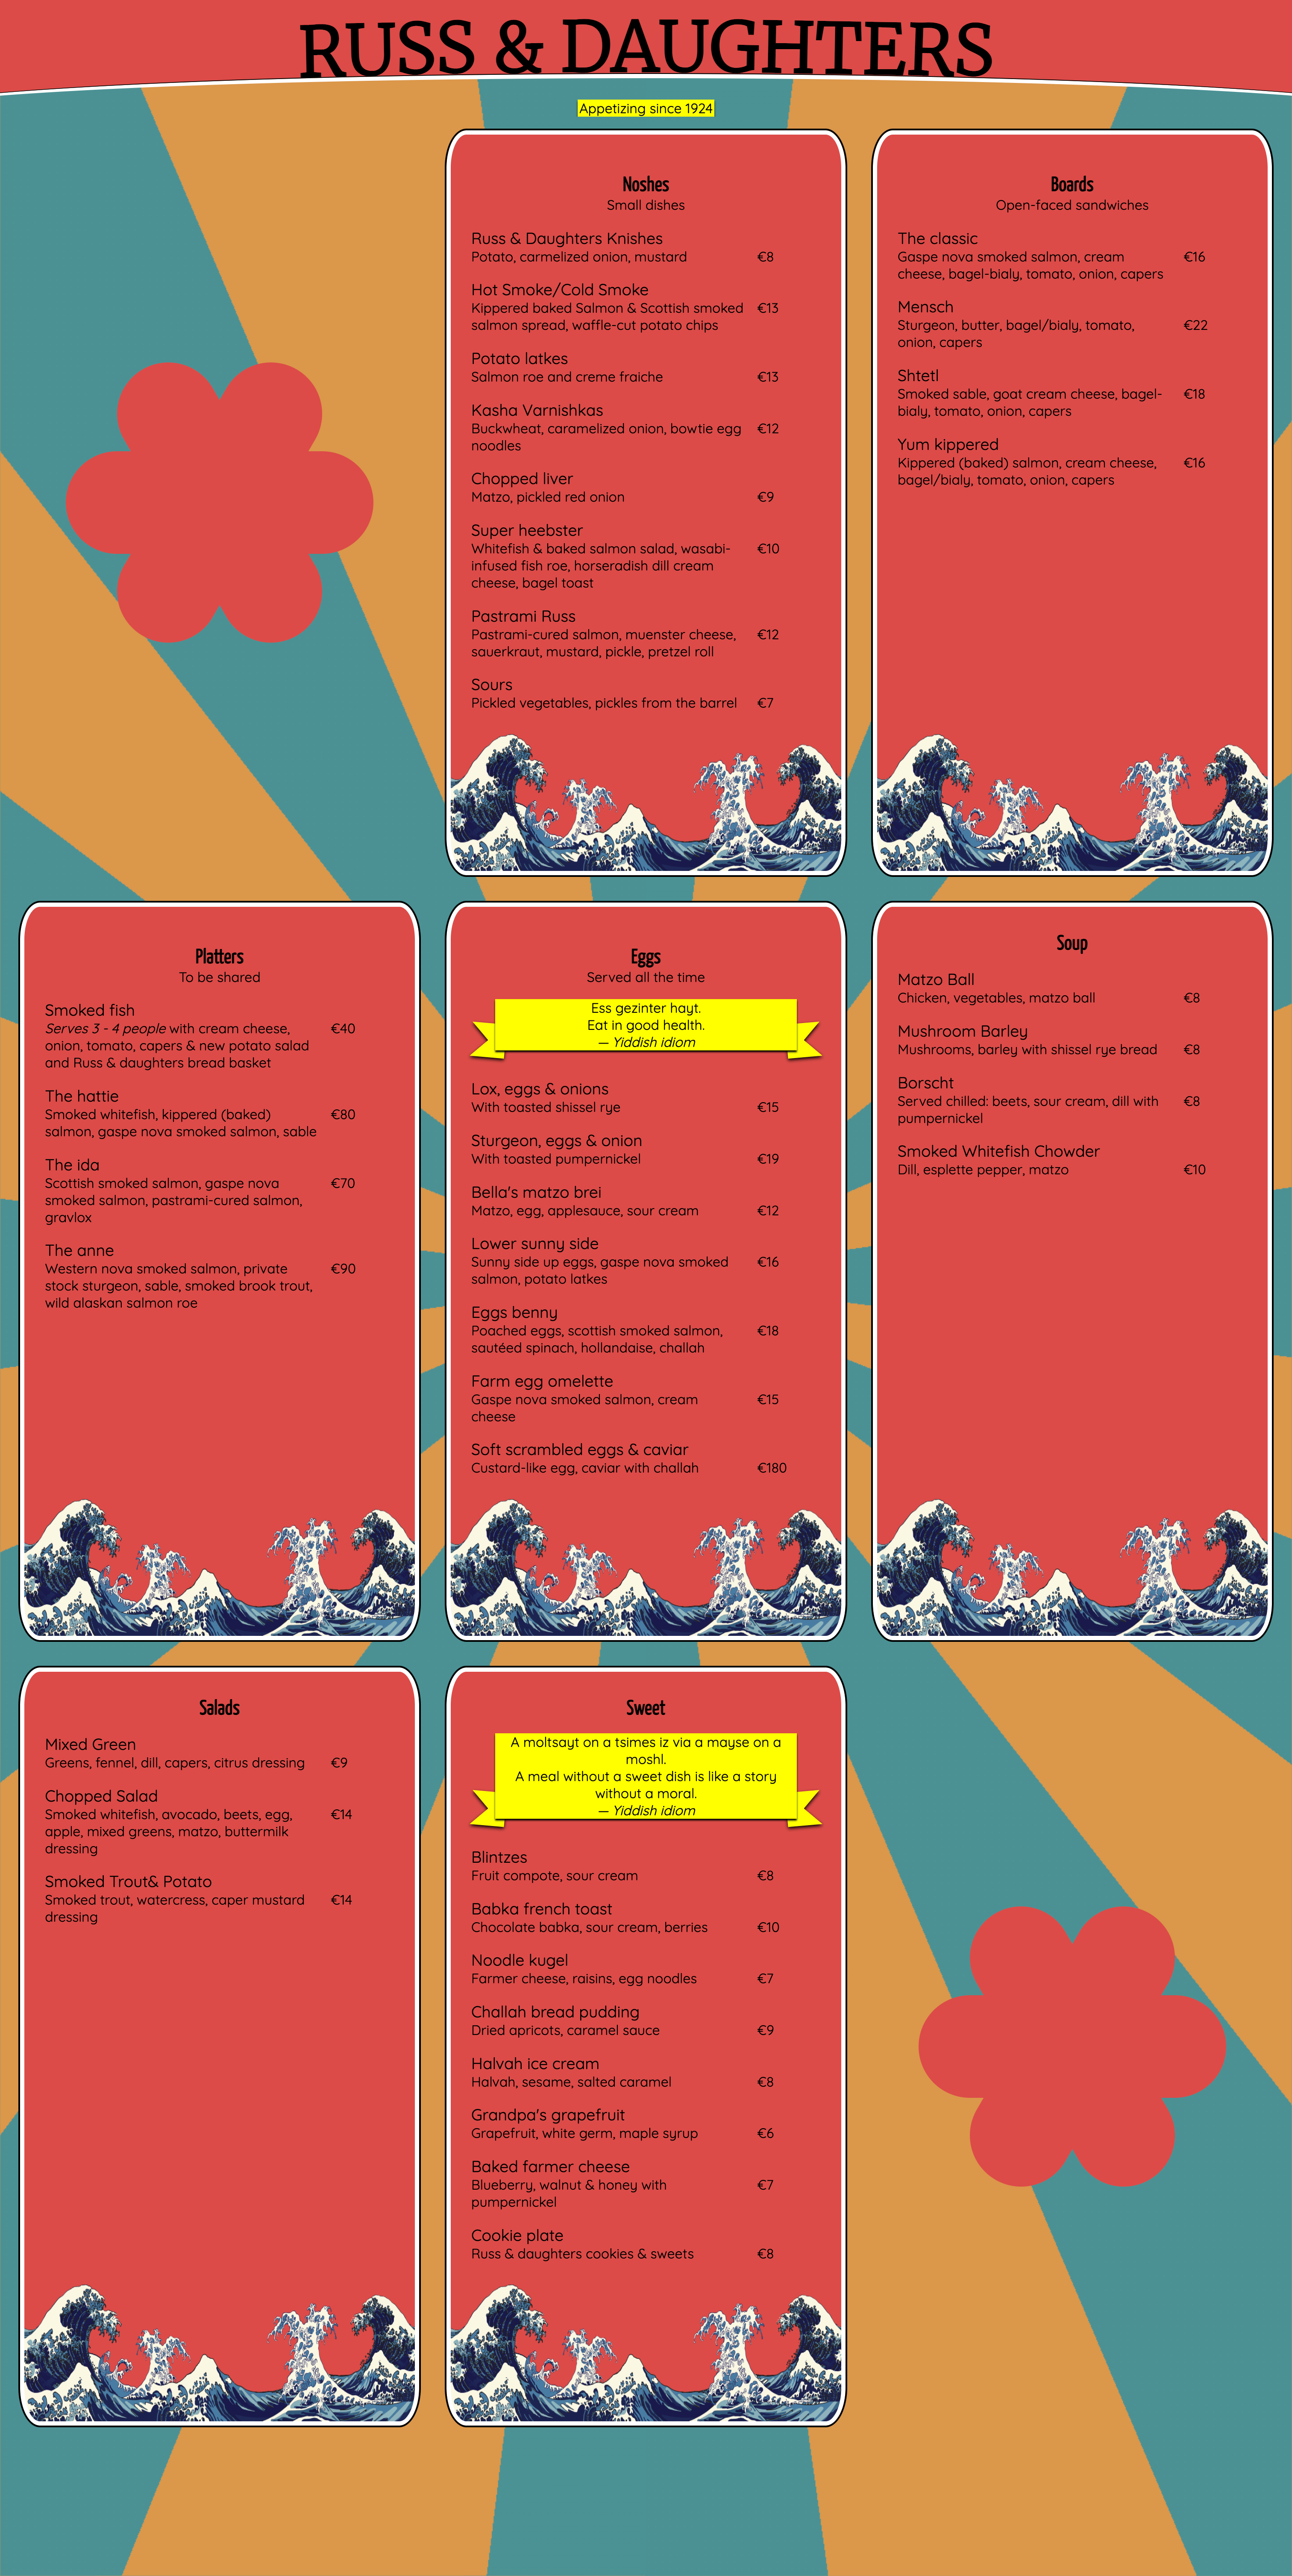 RUSS & DAUGHTERS
Appetizing since 1924
Noshes
Small dishes
Russ & Daughters Knishes
Potato, carmelized onion, mustard €8
Hot Smoke/Cold Smoke
Kippered baked Salmon & Scottish smoked €13
salmon spread, waffle-cut potato chips
Potato latkes
Salmon roe and creme fraiche €13
Kasha Varnishkas
Buckwheat, caramelized onion, bowtie egg €12
noodles
Chopped liver
Matzo, pickled red onion €9
Super heebster
Whitefish & baked salmon salad, wasabi- €10
infused fish roe, horseradish dill cream
cheese, bagel toast
Pastrami Russ
Pastrami-cured salmon, muenster cheese, €12
sauerkraut, mustard, pickle, pretzel roll
Sours
Pickled vegetables, pickles from the barrel €7
Boards
Open-faced sandwiches
The classic
Gaspe nova smoked salmon, cream €16
cheese, bagel-bialy, tomato, onion, capers
Mensch
Sturgeon, butter, bagel/bialy, tomato, €22
onion, capers
Shtetl
Smoked sable, goat cream cheese, bagel- €18
bialy, tomato, onion, capers
Yum kippered
Kippered (baked) salmon, cream cheese, €16
bagel/bialy, tomato, onion, capers
Platters
To be shared
Smoked fish
Serves 3 - 4 people with cream cheese, €40
onion, tomato, capers & new potato salad
and Russ & daughters bread basket
The hattie
Smoked whitefish, kippered (baked) €80
salmon, gaspe nova smoked salmon, sable
The ida
Scottish smoked salmon, gaspe nova €70
smoked salmon, pastrami-cured salmon,
gravlox
The anne
Western nova smoked salmon, private €90
stock sturgeon, sable, smoked brook trout,
wild alaskan salmon roe
Eggs
Served all the time
Ess gezinter hayt.
Eat in good health.
— Yiddish idiom
Lox, eggs & onions
With toasted shissel rye €15
Sturgeon, eggs & onion
With toasted pumpernickel €19
Bella's matzo brei
Matzo, egg, applesauce, sour cream €12
Lower sunny side
Sunny side up eggs, gaspe nova smoked €16
salmon, potato latkes
Eggs benny
Poached eggs, scottish smoked salmon, €18
sautéed spinach, hollandaise, challah
Farm egg omelette
Gaspe nova smoked salmon, cream €15
cheese
Soft scrambled eggs & caviar
Custard-like egg, caviar with challah €180
Soup
Matzo Ball
Chicken, vegetables, matzo ball €8
Mushroom Barley
Mushrooms, barley with shissel rye bread €8
Borscht
Served chilled: beets, sour cream, dill with €8
pumpernickel
Smoked Whitefish Chowder
Dill, esplette pepper, matzo €10
Salads
Mixed Green
Greens, fennel, dill, capers, citrus dressing €9
Chopped Salad
Smoked whitefish, avocado, beets, egg, €14
apple, mixed greens, matzo, buttermilk
dressing
Smoked Trout& Potato
Smoked trout, watercress, caper mustard €14
dressing
Sweet
A moltsayt on a tsimes iz via a mayse on a
moshl.
A meal without a sweet dish is like a story
without a moral.
— Yiddish idiom
Blintzes
Fruit compote, sour cream €8
Babka french toast
Chocolate babka, sour cream, berries €10
Noodle kugel
Farmer cheese, raisins, egg noodles €7
Challah bread pudding
Dried apricots, caramel sauce €9
Halvah ice cream
Halvah, sesame, salted caramel €8
Grandpa's grapefruit
Grapefruit, white germ, maple syrup €6
Baked farmer cheese
Blueberry, walnut & honey with €7
pumpernickel
Cookie plate
Russ & daughters cookies & sweets €8